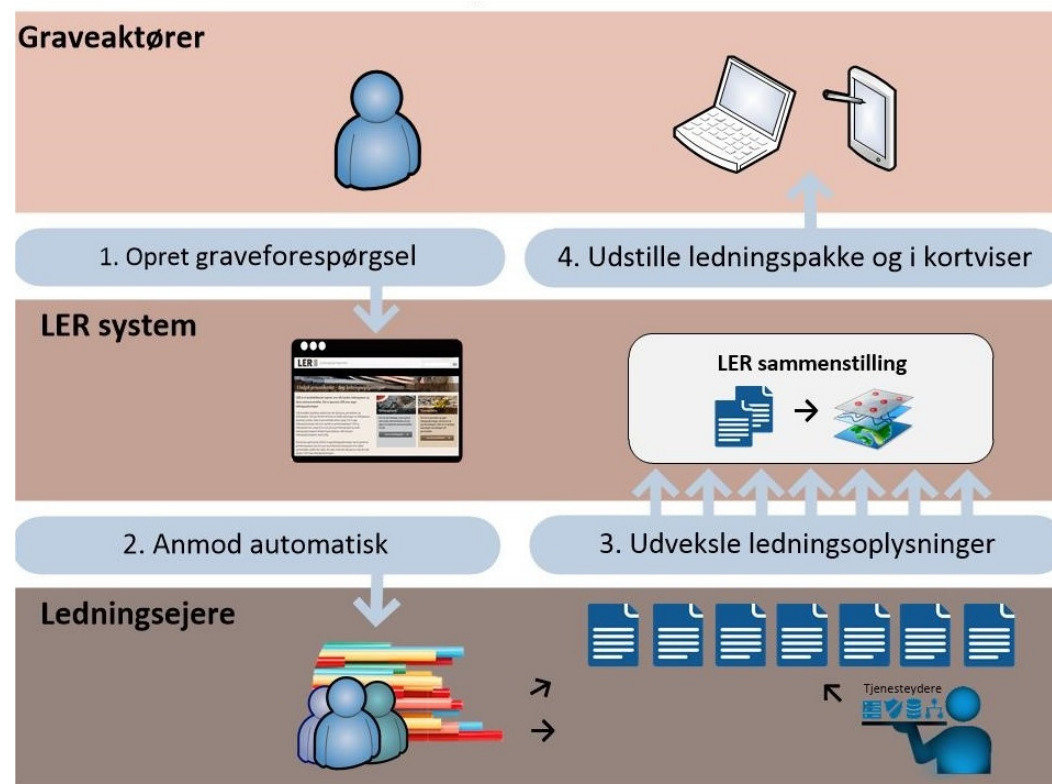 Graveaktører
1. Opret graveforespørgsel
4. Udstille ledningspakke og i kortviser
LER system
LER
LER sammenstilling
2. Anmod automatisk
3. Udveksle ledningsoplysninger
Ledningsejere
Tjenesteydere